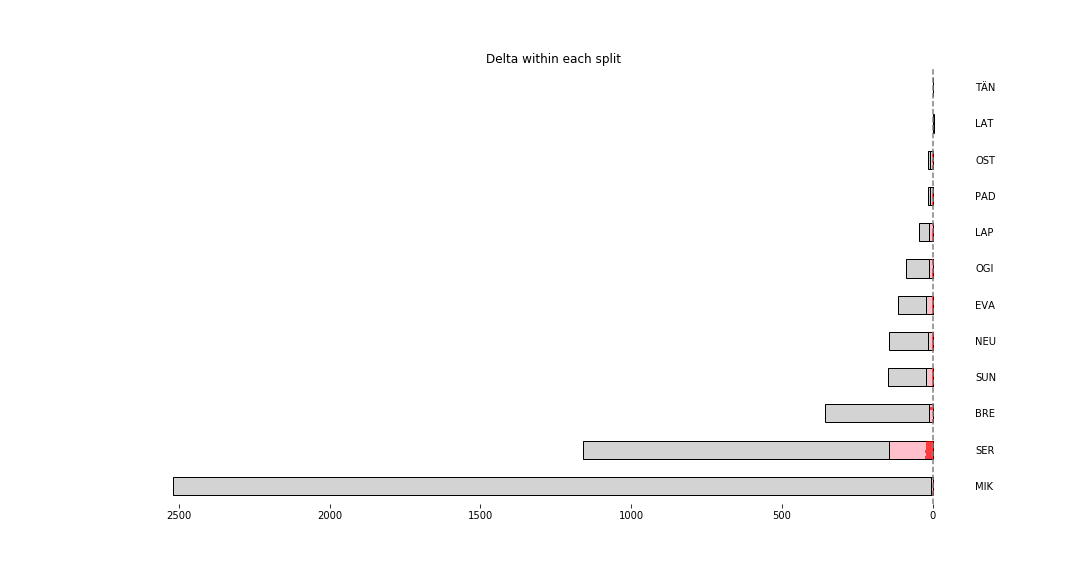 Delta within each split
TÄN
LAT
OST
PAD
LAP
OGI
EVA
NEU
SUN
BRE
SER
MIK
2500 2000 1500 1000 500 0